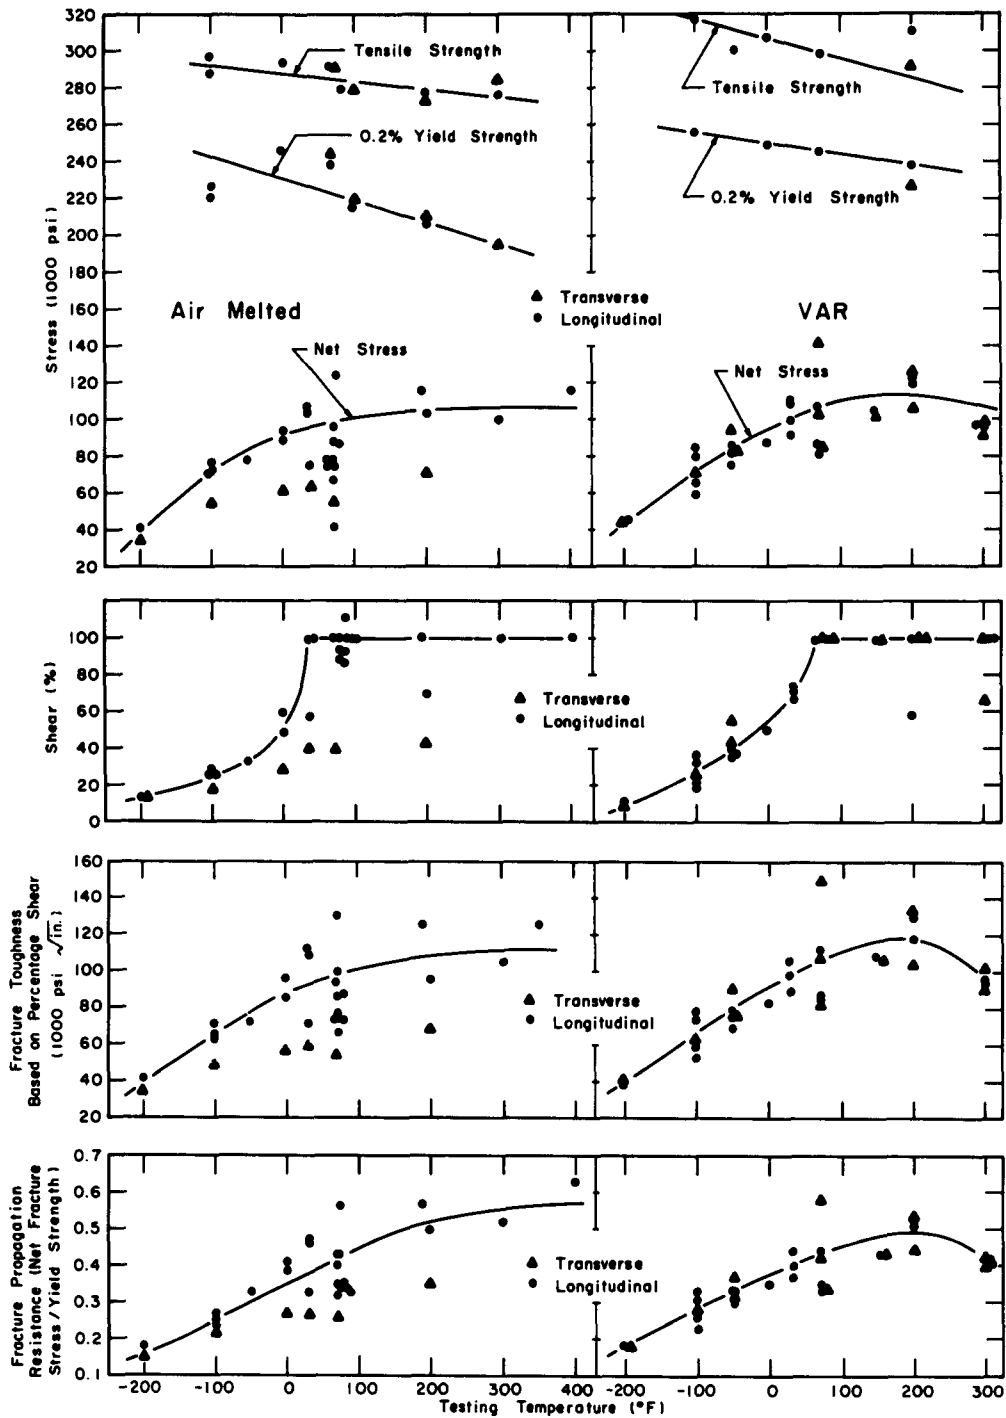 320
300
280
260
240
220
200
180
160
140
120
100
80
60
40
20
Stress (1000 psi)
Tensile Strength
0.2% Yield Strength
Air Melted
Net Stress
Transverse
Longitudinal
Tensile Strength
0.2% Yield Strength
VAR
Net Stress
100
80
60
40
20
0
Shear (%)
Transverse
Longitudinal
160
140
120
100
80
60
40
20
Fracture Toughness
Based on Percentage Shear
(1000 psi √in.)
Transverse
Longitudinal
0.7
0.6
0.5
0.4
0.3
0.2
0.1
Fracture Propagation
Resistance (Net Fracture
Stress/Yield Strength)
Transverse
Longitudinal
-200 -100 0 100 200 300 400 -200 -100 0 100 200 300
Testing Temperature (°F)